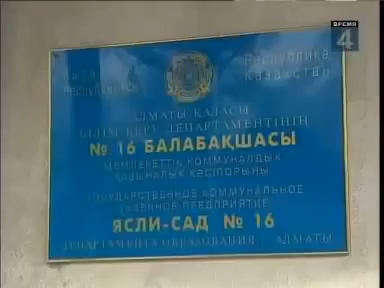 ВРЕМЯ
4
Республика
Казахстан
АЛМАТЫ ҚАЛАСЫ
БІЛІМ БЕРУ ДЕПАРТАМЕНТІНІҢ
№ 16 БАЛАБАҚШАСЫ
МЕМЛЕКЕТТІК КОММУНАЛДЫҚ
ҚАЗЫНАЛЫҚ КӘСІПОРЫНЫ
ГОСУДАРСТВЕННОЕ КОММУНАЛЬНОЕ
КАЗЕННОЕ ПРЕДПРИЯТИЕ
ЯСЛИ-САД № 16
ДЕПАРТАМЕНТА ОБРАЗОВАНИЯ АЛМАТЫ